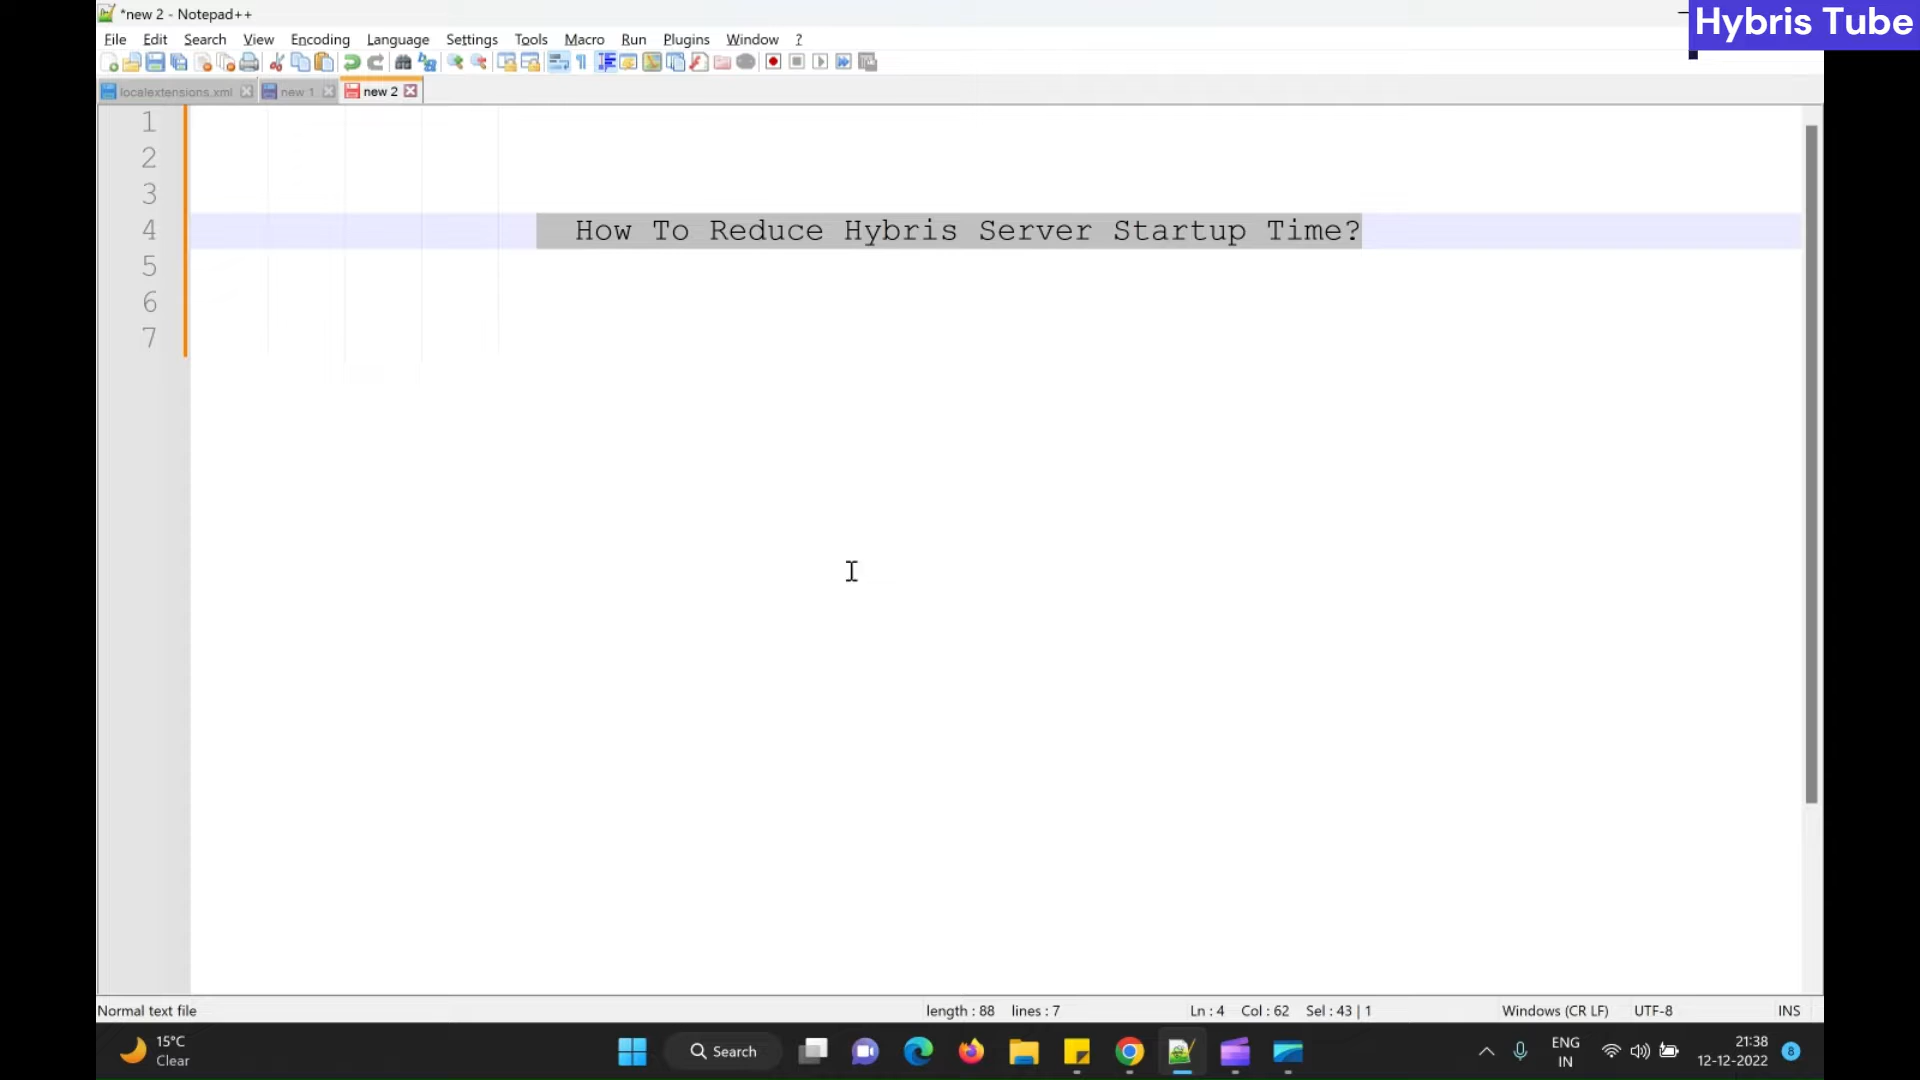 *new 2 - Notepad++
Hybris Tube
File Edit Search View Encoding Language Settings Tools Macro Run Plugins Window ?
localextensions.xml new 1 new 2
1
2
3
4 How To Reduce Hybris Server Startup Time?
5
6
7
Normal text file length : 88 lines : 7 Ln : 4 Col : 62 Sel : 43 | 1 Windows (CR LF) UTF-8 INS
15°C
Clear
Search
ENG
IN
21:38
12-12-2022
8